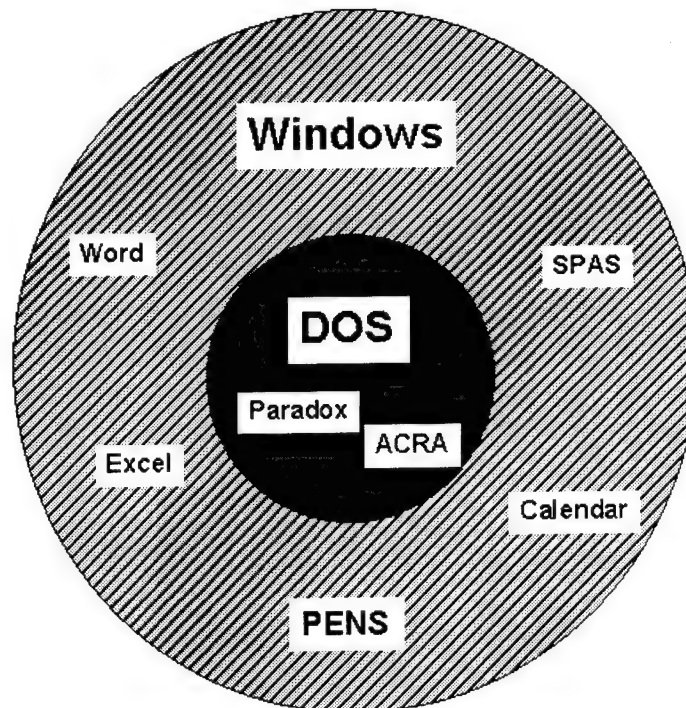 Windows
Word
SPAS
DOS
Paradox
ACRA
Excel
Calendar
PENS